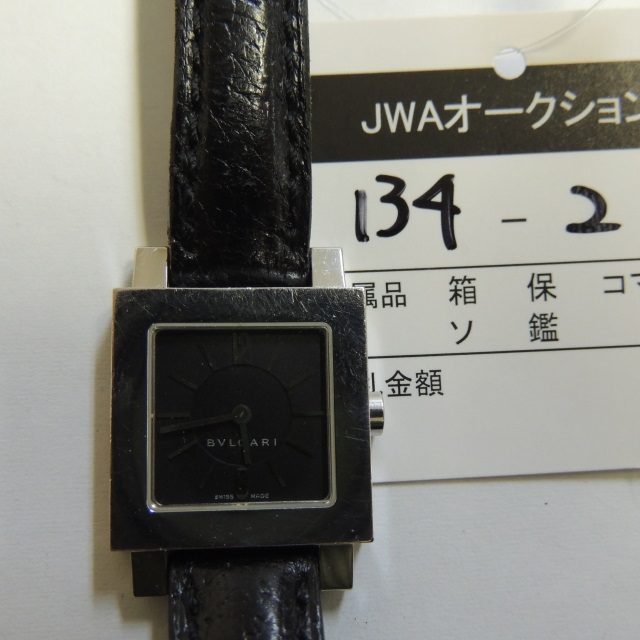 JWAオークション
134 - 2
属品 箱 保 コマ
ソ 鑑
金額
BVLGARI
SWISS MADE